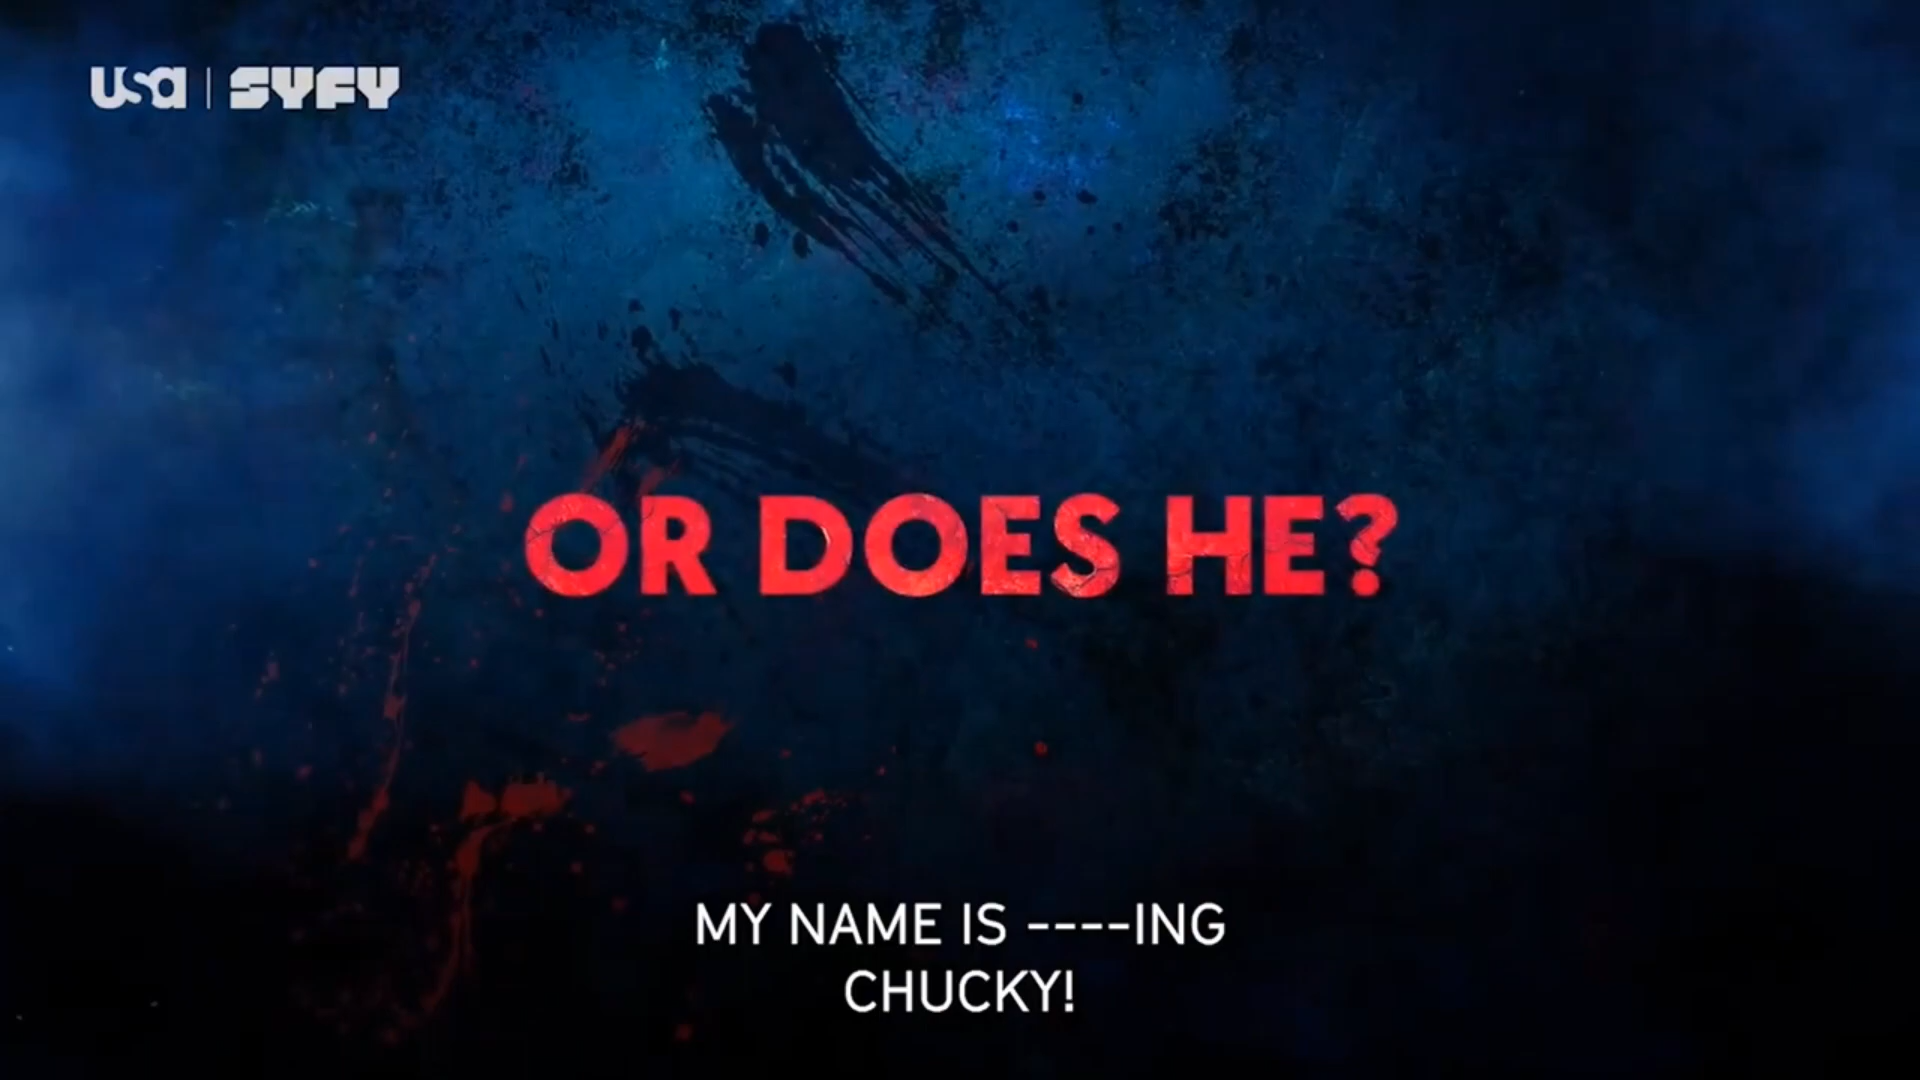 usa | SYFY
OR DOES HE?
MY NAME IS ----ING
CHUCKY!